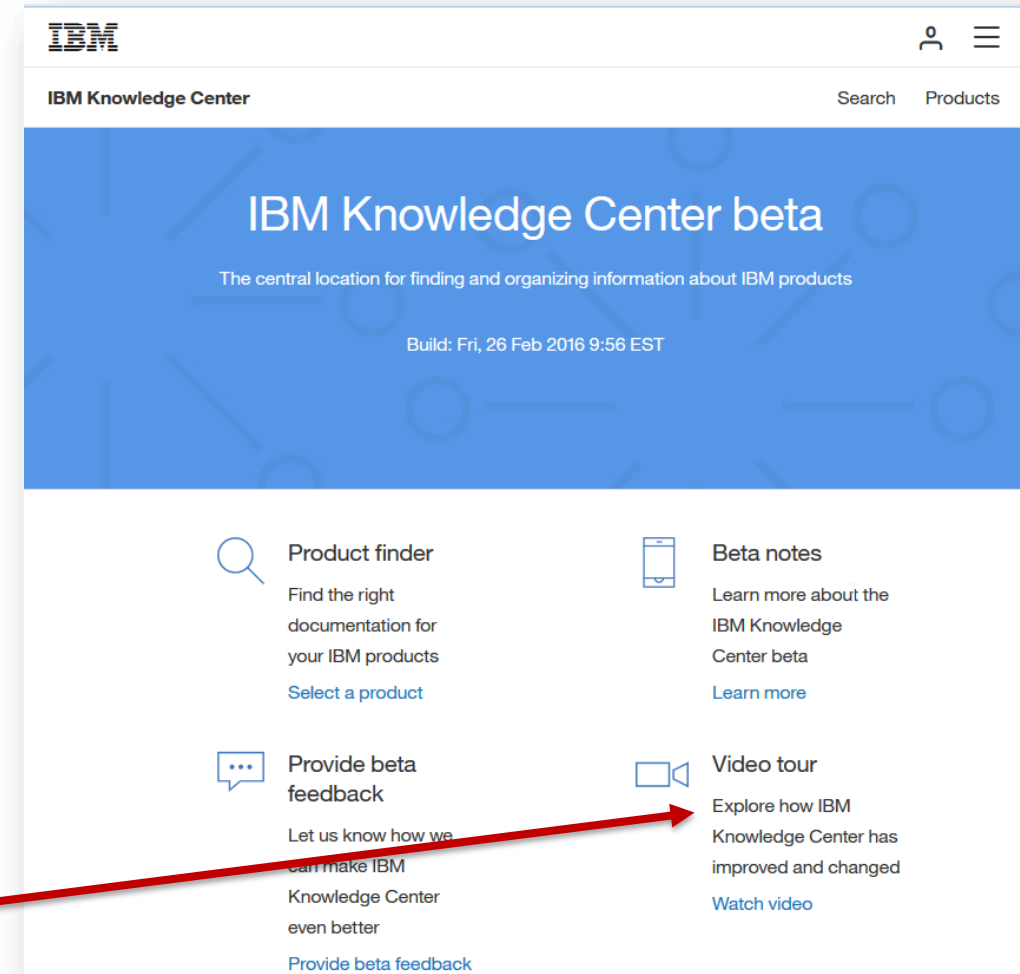 IBM
IBM Knowledge Center
Search Products
IBM Knowledge Center beta
The central location for finding and organizing information about IBM products
Build: Fri, 26 Feb 2016 9:56 EST
Product finder
Find the right
documentation for
your IBM products
Select a product
Beta notes
Learn more about the
IBM Knowledge
Center beta
Learn more
Provide beta
feedback
Let us know how we
can make IBM
Knowledge Center
even better
Provide beta feedback
Video tour
Explore how IBM
Knowledge Center has
improved and changed
Watch video